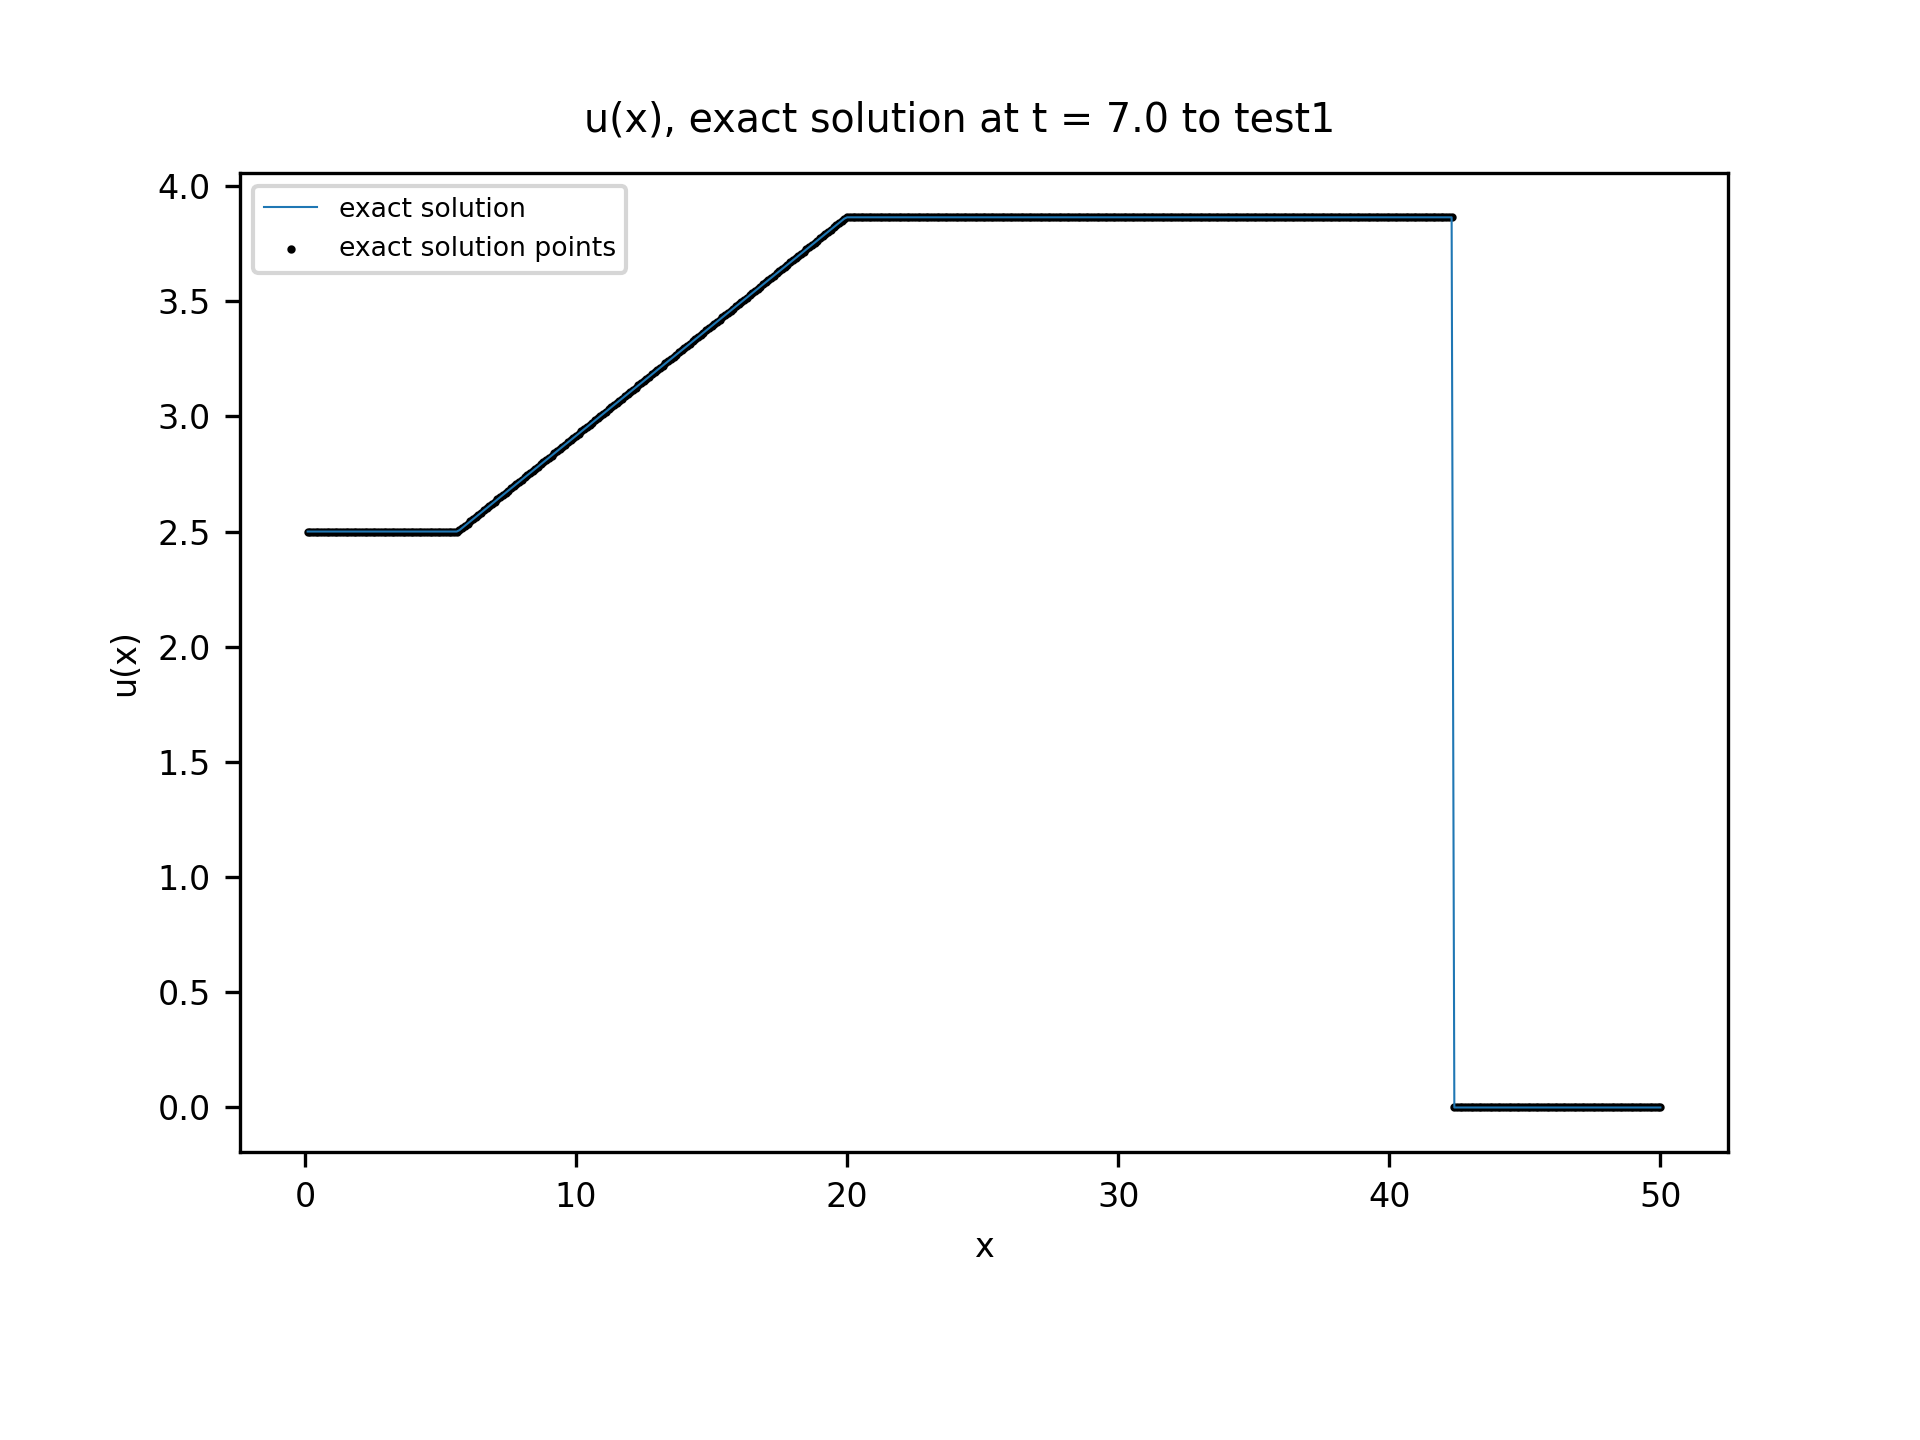 u(x), exact solution at t = 7.0 to test1
exact solution
exact solution points
4.0
3.5
3.0
2.5
2.0
1.5
1.0
0.5
0.0
u(x)
0 10 20 30 40 50
x